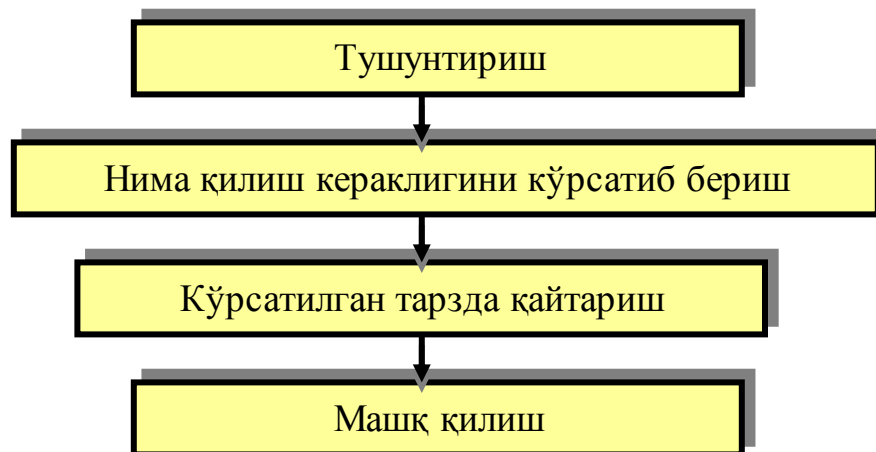 Тушунтириш
Нима қилиш кераклигини кўрсатиб бериш
Кўрсатилган тарзда қайтариш
Машқ қилиш